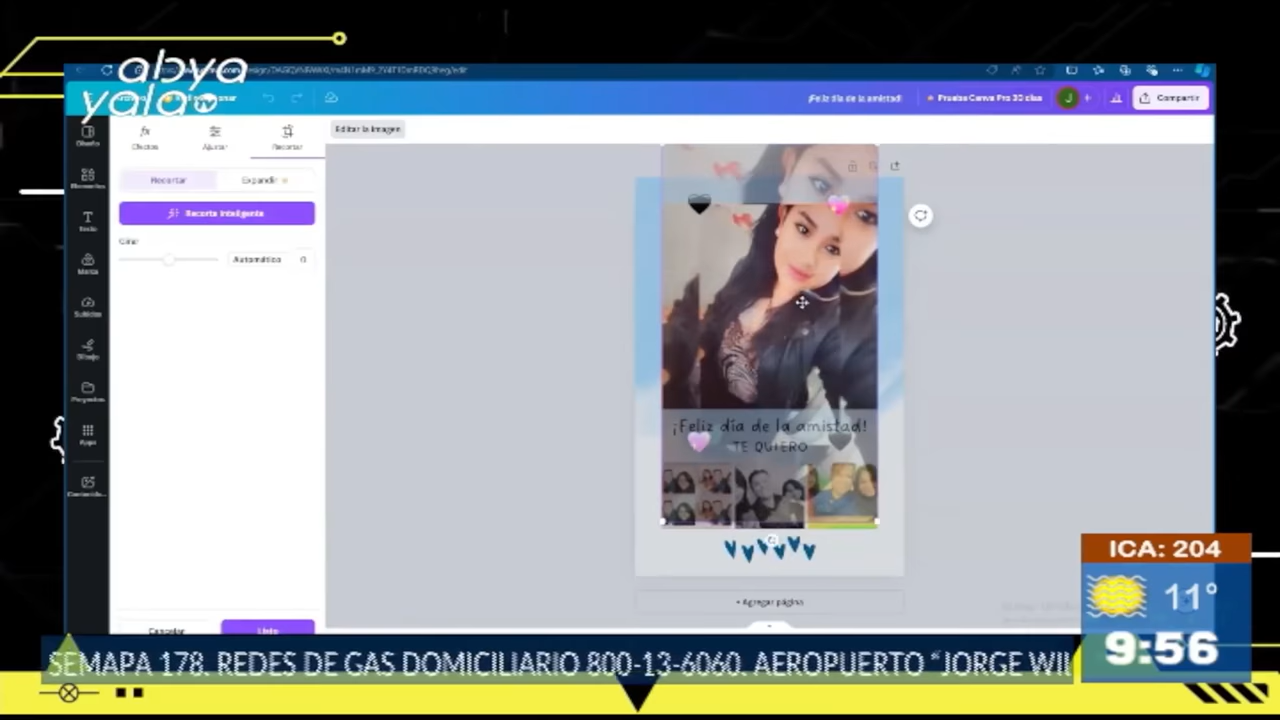 abya
yala
¡Feliz día de la amistad!
Prueba Canva Pro 30 días
J
Compartir
Diseño
Efectos
Ajustar
Recortar
Editar la imagen
Elementos
Recortar
Expandir
Texto
Recorte inteligente
Girar
Automático
0
Marca
Subidos
Dibujo
Proyectos
Apps
¡Feliz día de la amistad!
TE QUIERO
+ Agregar página
Cancelar
Listo
ICA: 204
11°
9:56
SEMAPA 178. REDES DE GAS DOMICILIARIO 800-13-6060. AEROPUERTO "JORGE WIL